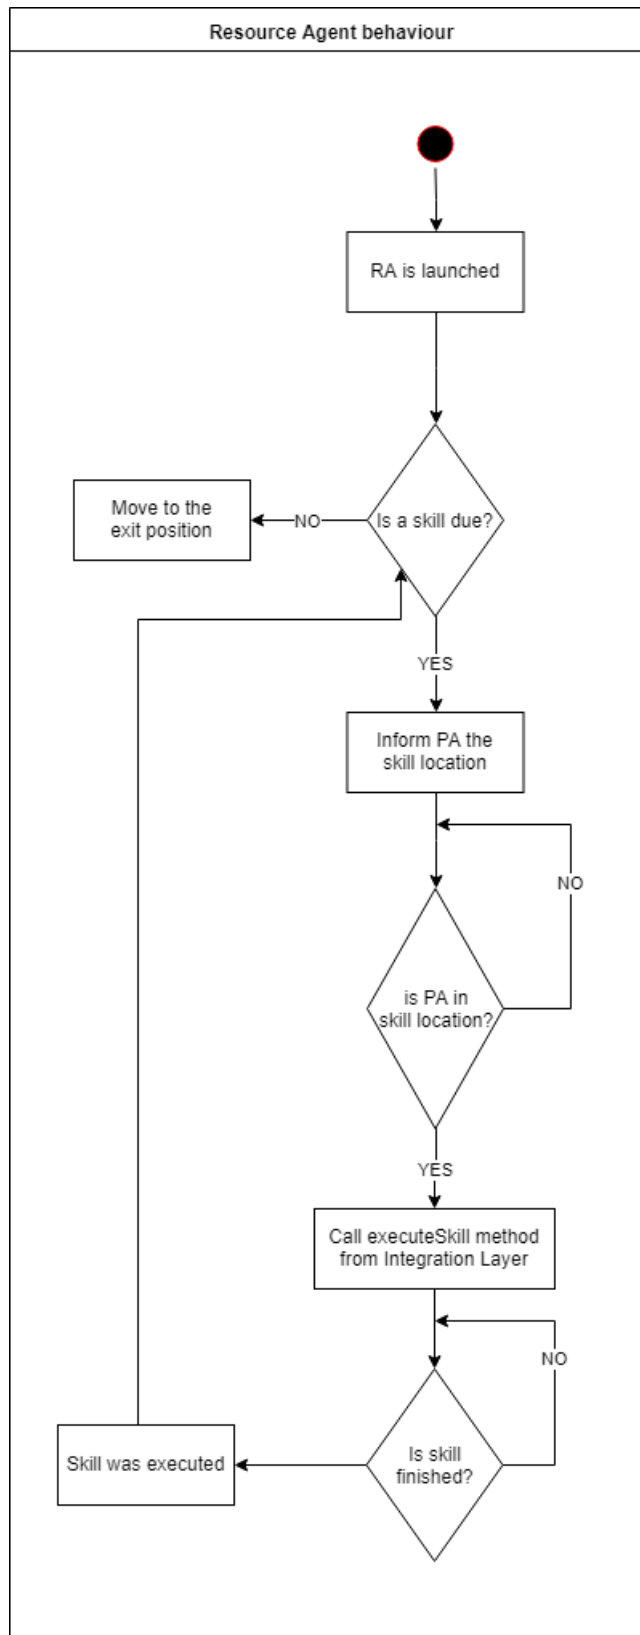 Resource Agent behaviour
RA is launched
Is a skill due?
NO
Move to the
exit position
YES
Inform PA the
skill location
NO
is PA in
skill location?
YES
Call executeSkill method
from Integration Layer
NO
Is skill
finished?
Skill was executed